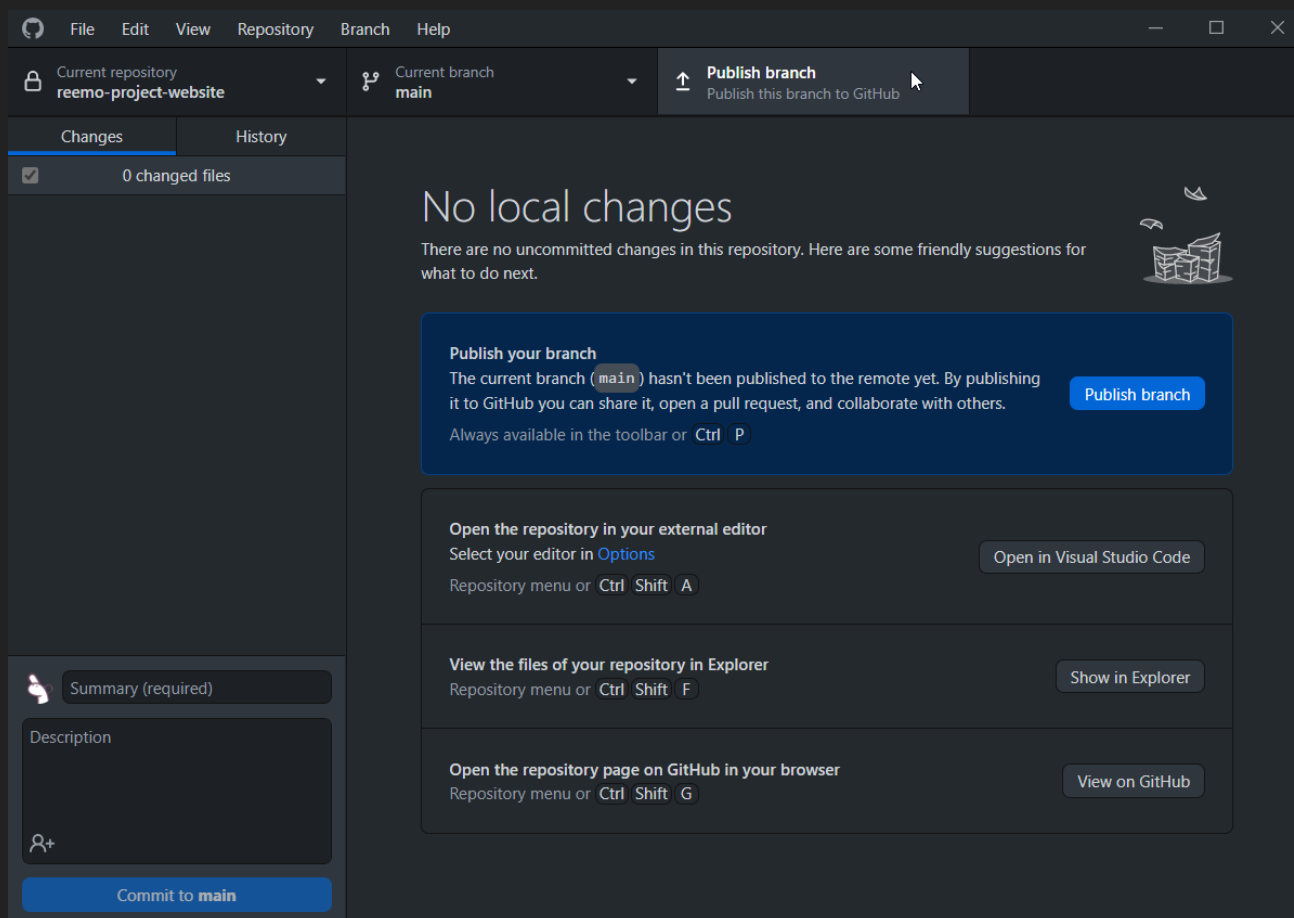 File Edit View Repository Branch Help
Current repository
reemo-project-website
Current branch
main
Publish branch
Publish this branch to GitHub
Changes
History
0 changed files
No local changes
There are no uncommitted changes in this repository. Here are some friendly suggestions for
what to do next.
Publish your branch
The current branch (main) hasn't been published to the remote yet. By publishing
it to GitHub you can share it, open a pull request, and collaborate with others.
Always available in the toolbar or Ctrl P
Publish branch
Open the repository in your external editor
Select your editor in Options
Repository menu or Ctrl Shift A
Open in Visual Studio Code
View the files of your repository in Explorer
Repository menu or Ctrl Shift F
Show in Explorer
Open the repository page on GitHub in your browser
Repository menu or Ctrl Shift G
View on GitHub
Summary (required)
Description
Commit to main